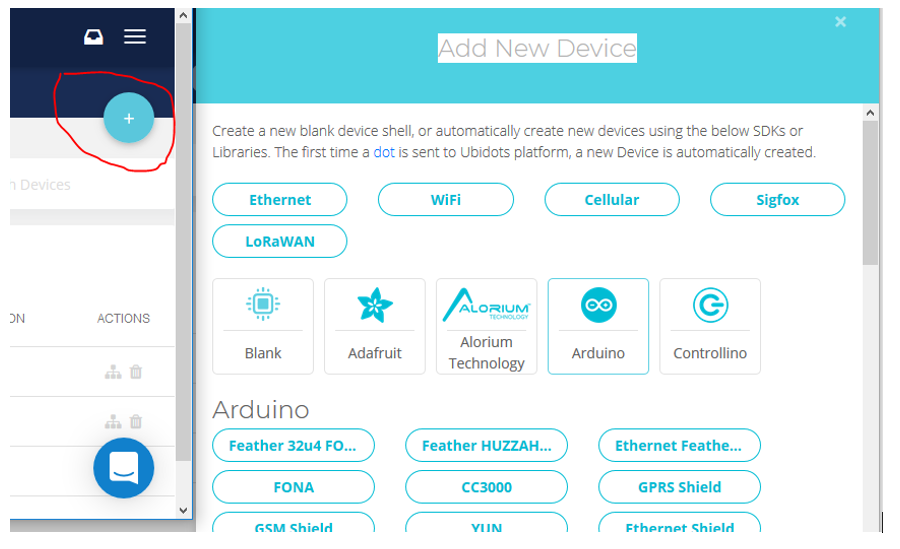 Add New Device
+
Create a new blank device shell, or automatically create new devices using the below SDKs or
Libraries. The first time a dot is sent to Ubidots platform, a new Device is automatically created.
n Devices
Ethernet
WiFi
Cellular
Sigfox
LoRaWAN
ON
ACTIONS
ALORIUM
TECHNOLOGY
Blank
Adafruit
Alorium
Technology
Arduino
Controllino
Arduino
Feather 32u4 FO...
Feather HUZZAH...
Ethernet Feathe...
FONA
CC3000
GPRS Shield
GSM Shield
YUN
Ethernet Shield